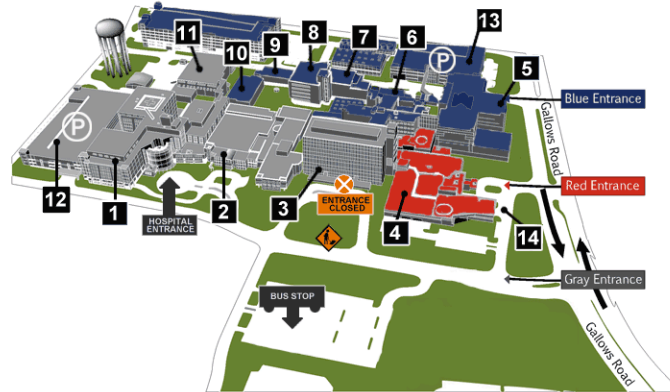 13
11
8
7
6
9
10
P
5
Blue Entrance
Gallows Road
P
12
1
2
3
ENTRANCE
CLOSED
4
Red Entrance
14
HOSPITAL
ENTRANCE
Gray Entrance
BUS STOP
Gallows Road